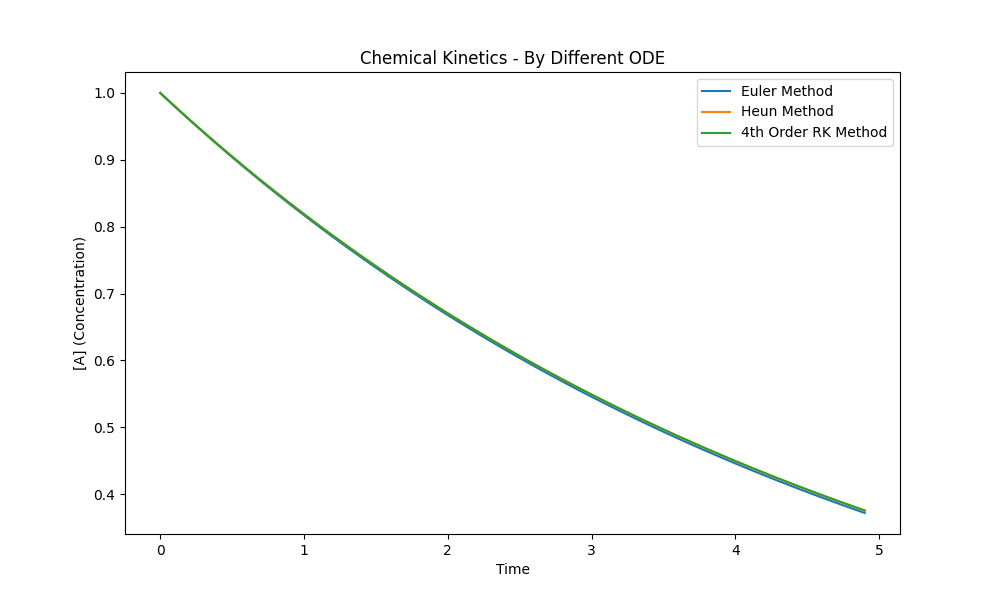 Chemical Kinetics - By Different ODE
Euler Method
Heun Method
4th Order RK Method
[A] (Concentration)
1.0
0.9
0.8
0.7
0.6
0.5
0.4
0
1
2
3
4
5
Time